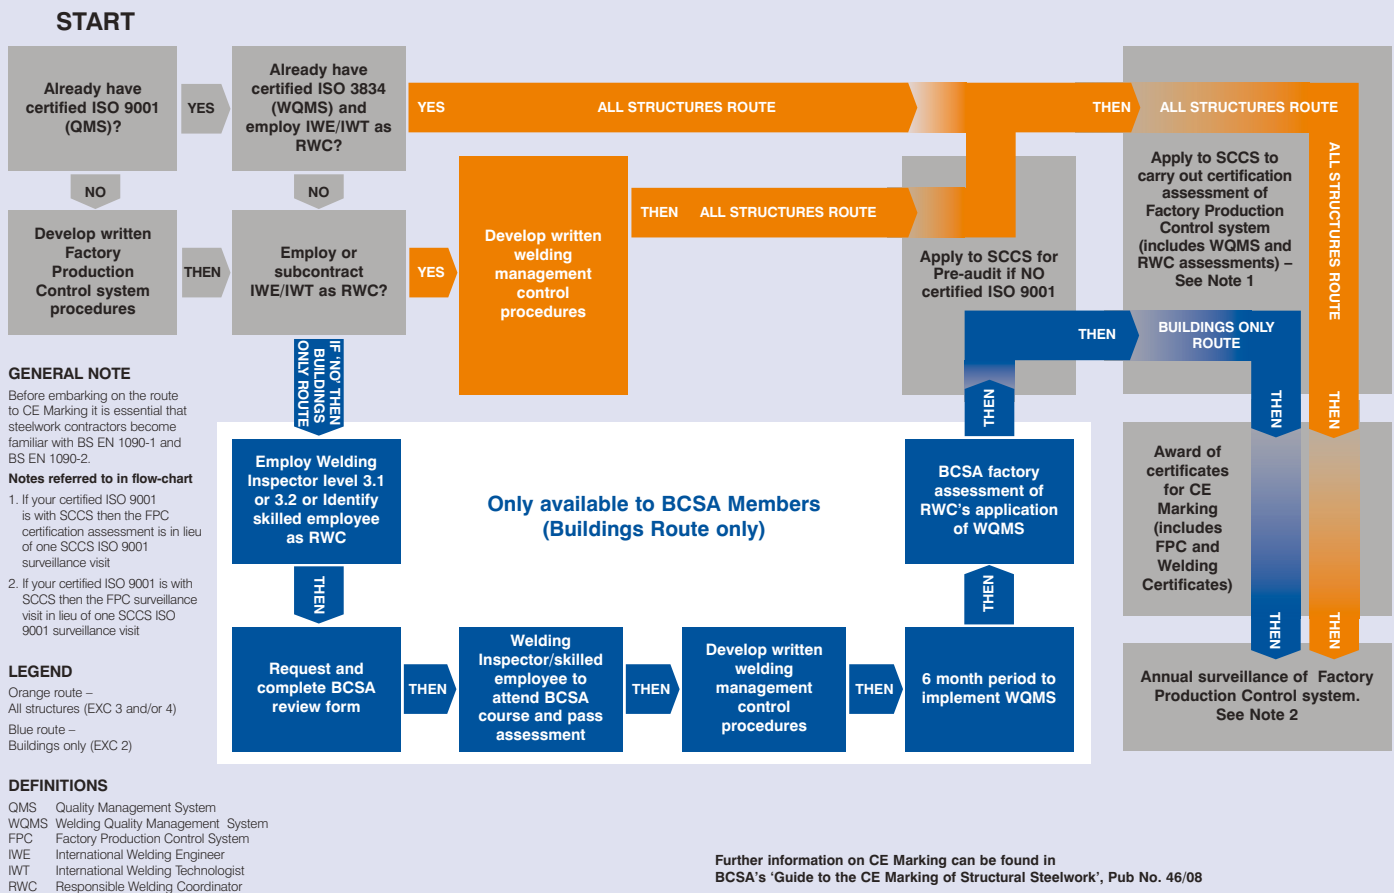 START
Already have
certified ISO 9001
(QMS)?
YES
Already have
certified ISO 3834
(WQMS) and
employ IWE/IWT as
RWC?
YES
ALL STRUCTURES ROUTE
THEN
ALL STRUCTURES ROUTE
NO
NO
Develop written
Factory
Production
Control system
procedures
THEN
Employ or
subcontract
IWE/IWT as RWC?
YES
Develop written
welding
management
control
procedures
THEN
ALL STRUCTURES ROUTE
Apply to SCCS for
Pre-audit if NO
certified ISO 9001
Apply to SCCS to
carry out certification
assessment of
Factory Production
Control system
(includes WQMS and
RWC assessments) –
See Note 1
ALL STRUCTURES ROUTE
THEN
BUILDINGS ONLY
ROUTE
THEN
THEN
IF 'NO' THEN
BUILDINGS
ONLY ROUTE
GENERAL NOTE
Before embarking on the route
to CE Marking it is essential that
steelwork contractors become
familiar with BS EN 1090-1 and
BS EN 1090-2.
Notes referred to in flow-chart
1. If your certified ISO 9001
is with SCCS then the FPC
certification assessment is in lieu
of one SCCS ISO 9001
surveillance visit
2. If your certified ISO 9001 is with
SCCS then the FPC surveillance
visit in lieu of one SCCS ISO
9001 surveillance visit
Employ Welding
Inspector level 3.1
or 3.2 or Identify
skilled employee
as RWC
Only available to BCSA Members
(Buildings Route only)
THEN
BCSA factory
assessment of
RWC's application
of WQMS
Award of
certificates
for CE
Marking
(includes
FPC and
Welding
Certificates)
THEN
THEN
THEN
THEN
Request and
complete BCSA
review form
THEN
Welding
Inspector/skilled
employee to
attend BCSA
course and pass
assessment
THEN
Develop written
welding
management
control
procedures
THEN
6 month period to
implement WQMS
Annual surveillance of Factory
Production Control system.
See Note 2
LEGEND
Orange route –
All structures (EXC 3 and/or 4)
Blue route –
Buildings only (EXC 2)
DEFINITIONS
QMS Quality Management System
WQMS Welding Quality Management System
FPC Factory Production Control System
IWE International Welding Engineer
IWT International Welding Technologist
RWC Responsible Welding Coordinator
Further information on CE Marking can be found in
BCSA's 'Guide to the CE Marking of Structural Steelwork', Pub No. 46/08